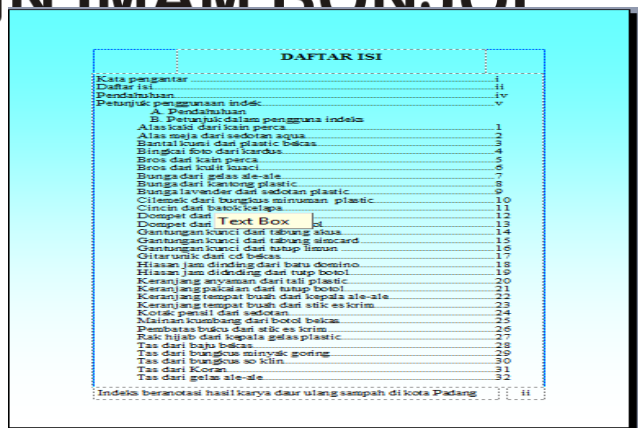 N IMAM BONJOL
DAFTAR ISI
Kata pengantar i
Daftar isi ii
Pendahuluan iv
Petunjuk penggunaan indek v
A. Pendahuluan
B. Petunjuk dalam pengguna indeks
Alas kaki dari kain perca 1
Alas meja dari sedotan aqua 2
Bantal kursi dari plastic bekas 3
Bingkai foto dari kardus 4
Bros dari kain perca 5
Bros dari kulit kuaci 6
Bunga dari gelas ale-ale 7
Bunga dari kantong plastic 8
Bunga lavender dari sedotan plastic 9
Cilemek dari bungkus minuman plastic 10
Cincin dari batok kelapa 11
Dompet dari 12
Dompet dari ol 13
Text Box
Gantungan kunci dari tabung akua 14
Gantungan kunci dari tabung simcard 15
Gantungan kunci dari tutup limun 16
Gitar unik dari cd bekas 17
Hiasan jam dinding dari batu domino 18
Hiasan jam didnding dari tutp botol 19
Keranjang anyaman dari tali plastic 20
Keranjang pakaian dari tutup botol 21
Keranjang tempat buah dari kepala ale-ale 22
Keranjang tempat buah dari stik es krim 23
Kotak pensil dari sedotan 24
Mainan kumbang dari botol bekas 25
Pembatas buku dari stik es krim 26
Rak hijab dari kepala gelas plastic 27
Tas dari baju bekas 28
Tas dari bungkus minyak goring 29
Tas dari bungkus so klin 30
Tas dari Koran 31
Tas dari gelas ale-ale 32
Indeks beranotasi hasil karya daur ulang sampah di kota Padang ii